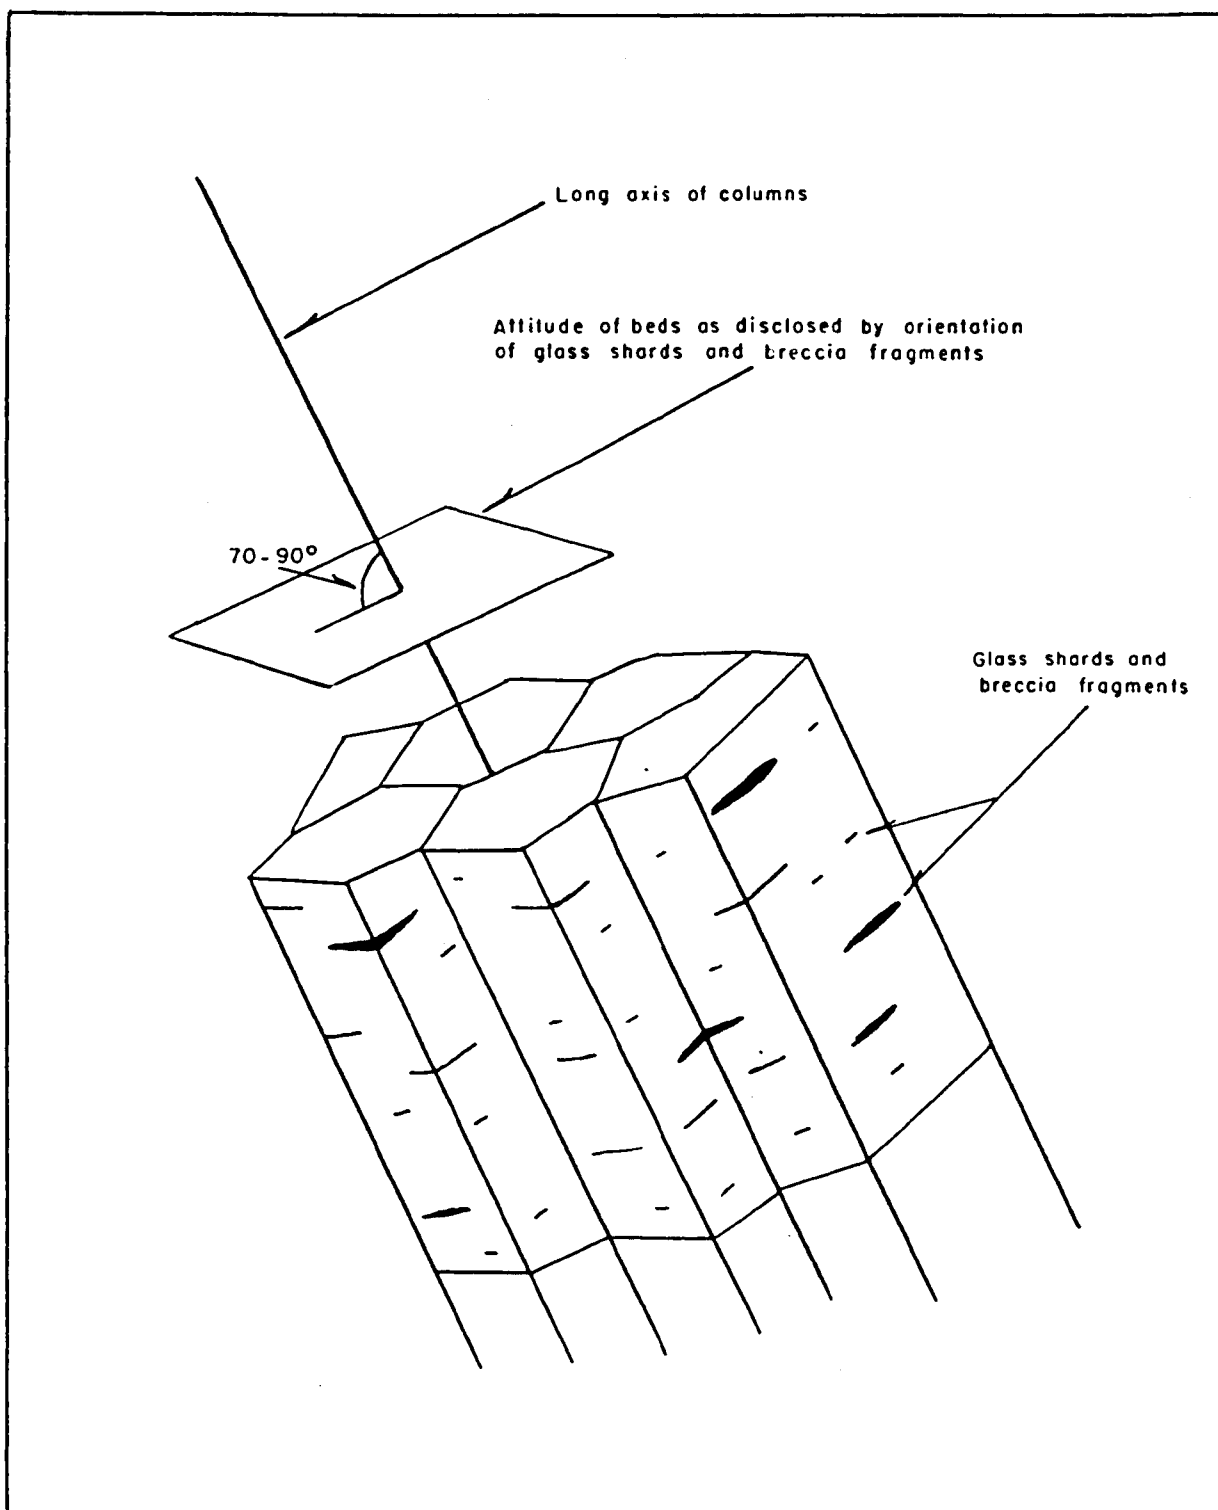 Long axis of columns
Attitude of beds as disclosed by orientation
of glass shards and breccia fragments
70-90°
Glass shards and
breccia fragments